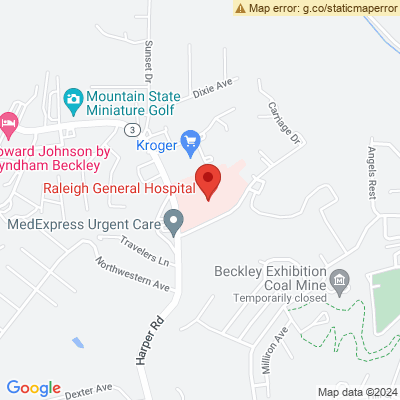 Map error: g.co/staticmaperror
Sunset Dr.
Dixie Ave
Mountain State
Miniature Golf
Carriage Dr
3
Kroger
oward Johnson by
yndham Beckley
Angels Rest
Raleigh General Hospital
MedExpress Urgent Care
Travelers Ln
Northwestern Ave
Beckley Exhibition
Coal Mine
Temporarily closed
Harper Rd
Milliron Ave
Google
Dexter Ave
Map data ©2024